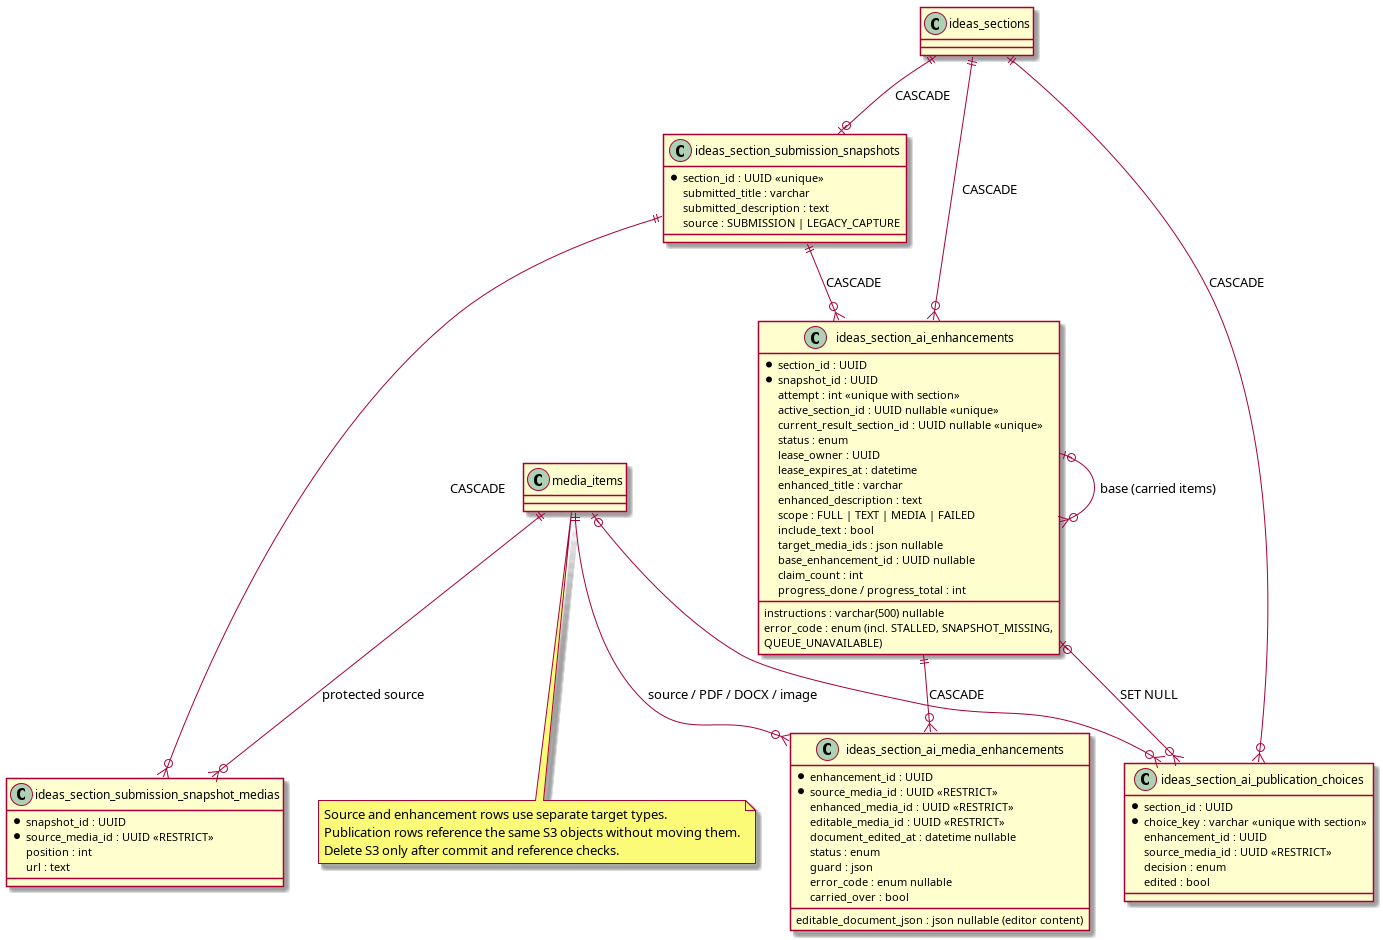 C ideas_sections
CASCADE
C ideas_section_submission_snapshots
section_id : UUID «unique»
submitted_title : varchar
submitted_description : text
source : SUBMISSION | LEGACY_CAPTURE
CASCADE
CASCADE
CASCADE
C ideas_section_ai_enhancements
section_id : UUID
snapshot_id : UUID
attempt : int «unique with section»
active_section_id : UUID nullable «unique»
current_result_section_id : UUID nullable «unique»
status : enum
lease_owner : UUID
lease_expires_at : datetime
enhanced_title : varchar
enhanced_description : text
scope : FULL | TEXT | MEDIA | FAILED
include_text : bool
target_media_ids : json nullable
base_enhancement_id : UUID nullable
claim_count : int
progress_done / progress_total : int
instructions : varchar(500) nullable
error_code : enum (incl. STALLED, SNAPSHOT_MISSING,
QUEUE_UNAVAILABLE)
base (carried items)
CASCADE
C media_items
protected source
source / PDF / DOCX / image
CASCADE
SET NULL
C ideas_section_submission_snapshot_medias
snapshot_id : UUID
source_media_id : UUID «RESTRICT»
position : int
url : text
Source and enhancement rows use separate target types.
Publication rows reference the same S3 objects without moving them.
Delete S3 only after commit and reference checks.
C ideas_section_ai_media_enhancements
enhancement_id : UUID
source_media_id : UUID «RESTRICT»
enhanced_media_id : UUID «RESTRICT»
editable_media_id : UUID «RESTRICT»
document_edited_at : datetime nullable
status : enum
guard : json
error_code : enum nullable
carried_over : bool
editable_document_json : json nullable (editor content)
C ideas_section_ai_publication_choices
section_id : UUID
choice_key : varchar «unique with section»
enhancement_id : UUID
source_media_id : UUID «RESTRICT»
decision : enum
edited : bool